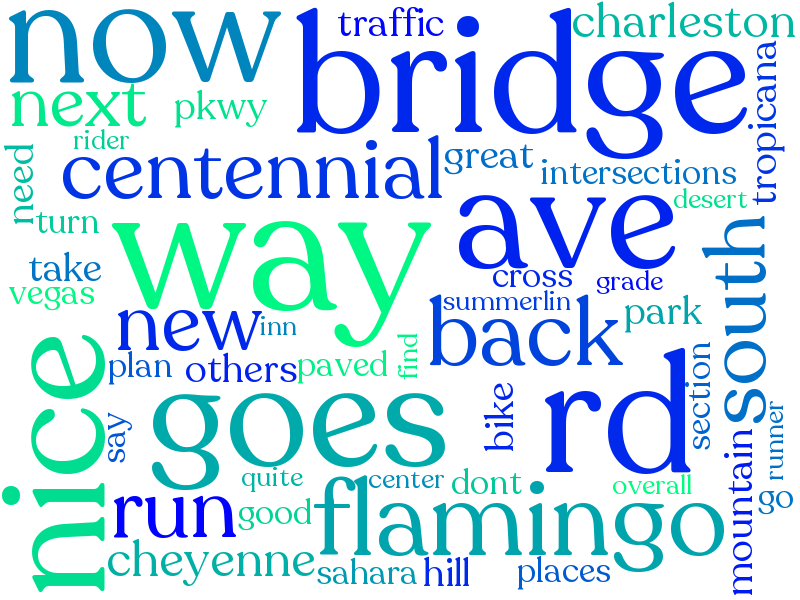 now
traffic
charleston
bridge
next
pkwy
rider
tropicana
need
centennial
great
intersections
desert
turn
way
ave
south
take
vegas
cross
grade
summerlin
new
inn
back
park
nice
plan
others
paved
find
say
goes
bike
rd
section
runner
quite
center
dont
overall
mountain
go
run
good
flamingo
cheyenne
sahara
hill
places